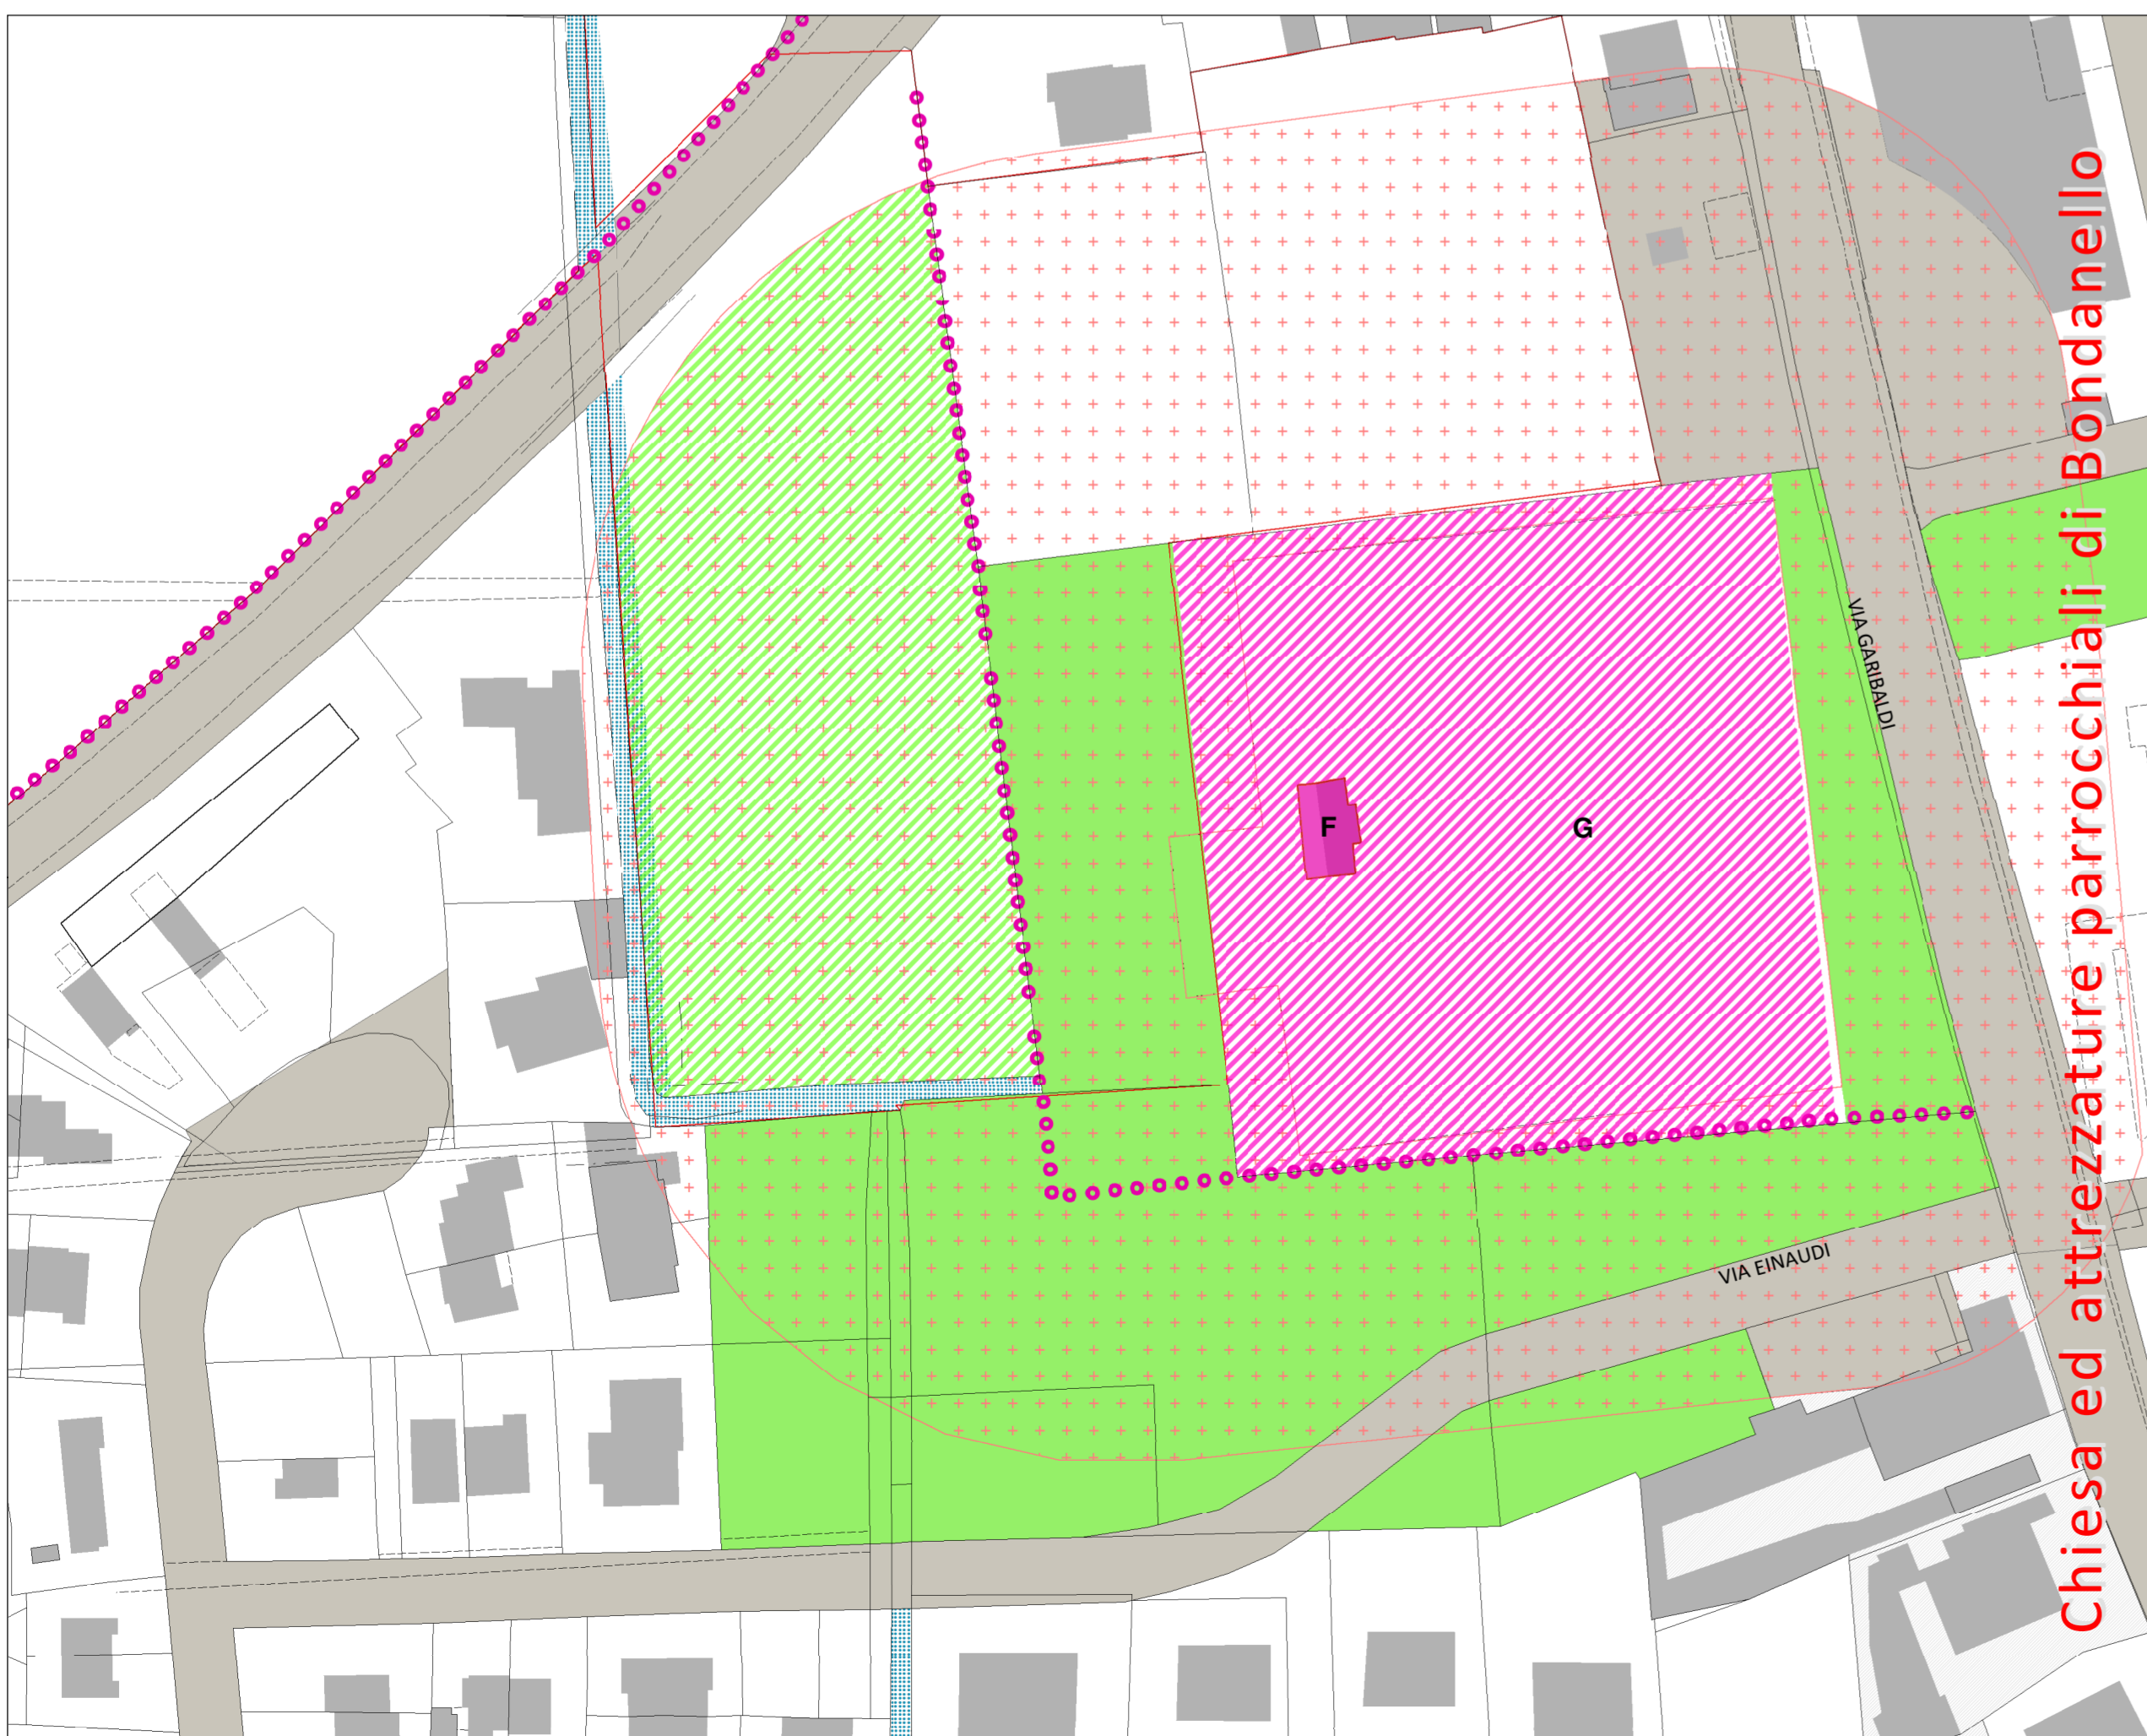 Chiesa ed attrezzature parrocchiali di Bondanello
VIA GARIBALDI
F
G
VIA EINAUDI